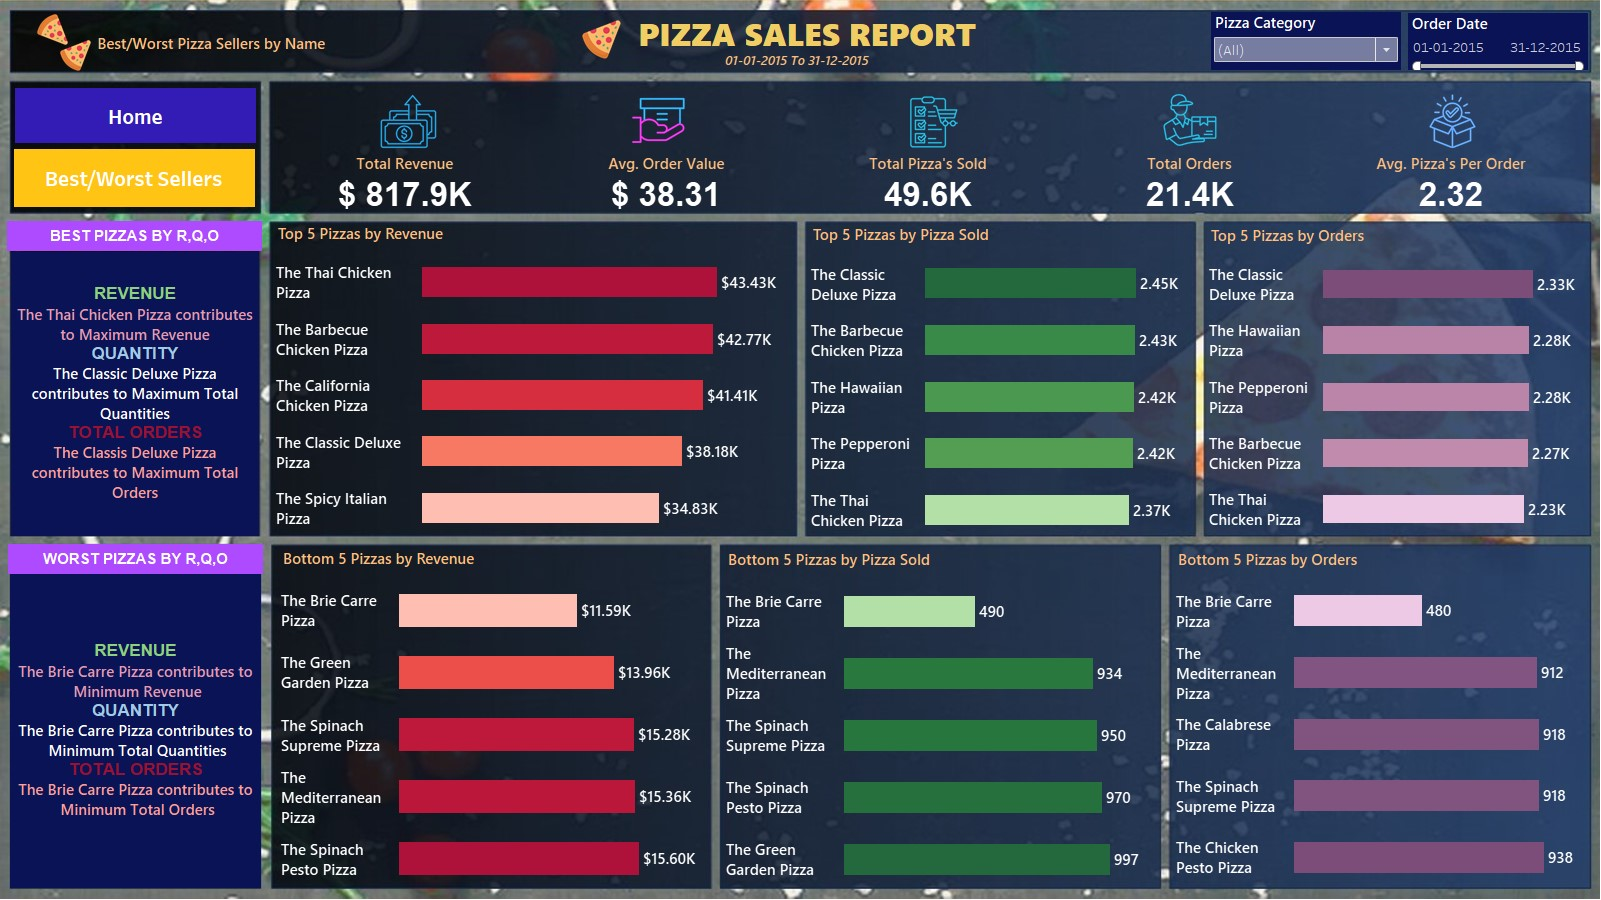 Best/Worst Pizza Sellers by Name
PIZZA SALES REPORT
01-01-2015 To 31-12-2015
Pizza Category
(All)
Order Date
01-01-2015 31-12-2015
Home
Best/Worst Sellers
Total Revenue
$ 817.9K
Avg. Order Value
$ 38.31
Total Pizza's Sold
49.6K
Total Orders
21.4K
Avg. Pizza's Per Order
2.32
BEST PIZZAS BY R,Q,O
REVENUE
The Thai Chicken Pizza contributes
to Maximum Revenue
QUANTITY
The Classic Deluxe Pizza
contributes to Maximum Total
Quantities
TOTAL ORDERS
The Classis Deluxe Pizza
contributes to Maximum Total
Orders
Top 5 Pizzas by Revenue
The Thai Chicken
Pizza
$43.43K
The Barbecue
Chicken Pizza
$42.77K
The California
Chicken Pizza
$41.41K
The Classic Deluxe
Pizza
$38.18K
The Spicy Italian
Pizza
$34.83K
Top 5 Pizzas by Pizza Sold
The Classic
Deluxe Pizza
2.45K
The Barbecue
Chicken Pizza
2.43K
The Hawaiian
Pizza
2.42K
The Pepperoni
Pizza
2.42K
The Thai
Chicken Pizza
2.37K
Top 5 Pizzas by Orders
The Classic
Deluxe Pizza
2.33K
The Hawaiian
Pizza
2.28K
The Pepperoni
Pizza
2.28K
The Barbecue
Chicken Pizza
2.27K
The Thai
Chicken Pizza
2.23K
WORST PIZZAS BY R,Q,O
REVENUE
The Brie Carre Pizza contributes to
Minimum Revenue
QUANTITY
The Brie Carre Pizza contributes to
Minimum Total Quantities
TOTAL ORDERS
The Brie Carre Pizza contributes to
Minimum Total Orders
Bottom 5 Pizzas by Revenue
The Brie Carre
Pizza
$11.59K
The Green
Garden Pizza
$13.96K
The Spinach
Supreme Pizza
$15.28K
The
Mediterranean
Pizza
$15.36K
The Spinach
Pesto Pizza
$15.60K
Bottom 5 Pizzas by Pizza Sold
The Brie Carre
Pizza
490
The
Mediterranean
Pizza
934
The Spinach
Supreme Pizza
950
The Spinach
Pesto Pizza
970
The Green
Garden Pizza
997
Bottom 5 Pizzas by Orders
The Brie Carre
Pizza
480
The
Mediterranean
Pizza
912
The Calabrese
Pizza
918
The Spinach
Supreme Pizza
918
The Chicken
Pesto Pizza
938